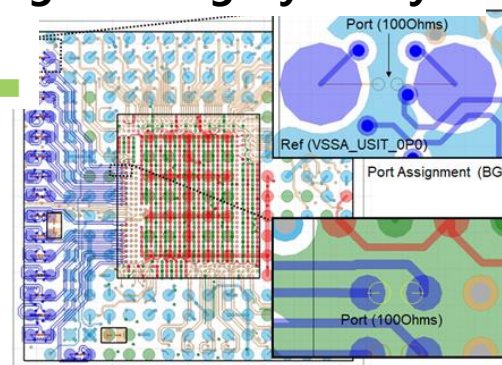 Port (100Ohms)
Ref (VSSA_USIT_0P0)
Port Assignment (BG
Port (100Ohms)